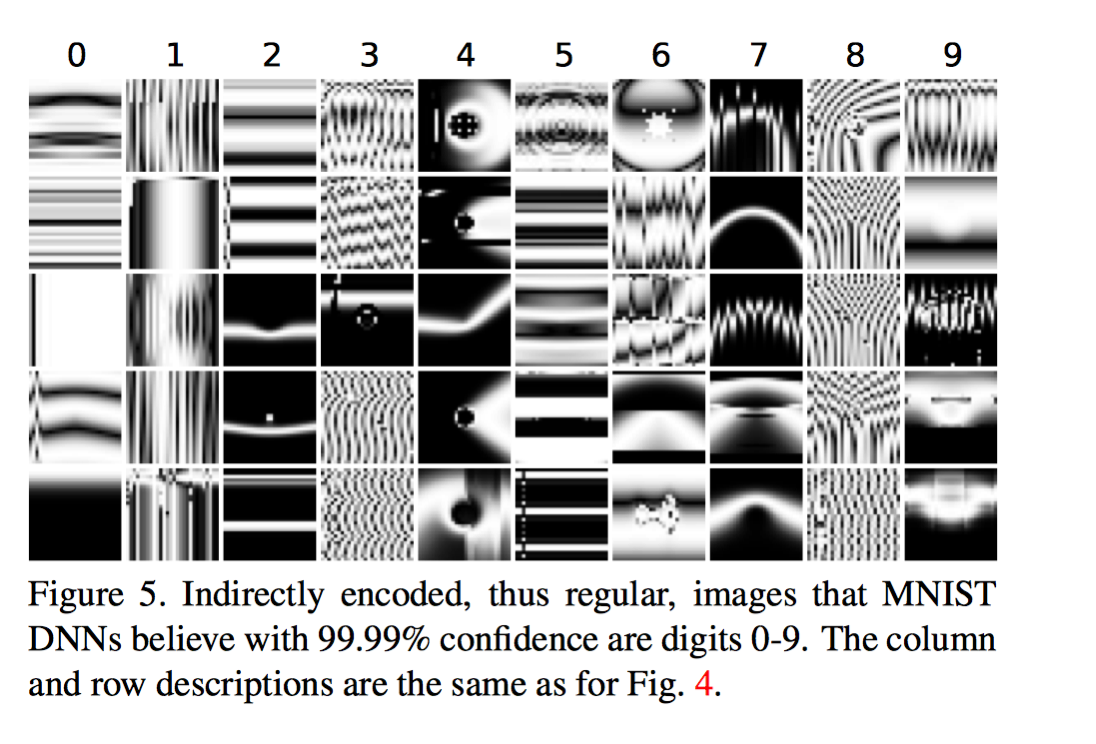 0 1 2 3 4 5 6 7 8 9
Figure 5. Indirectly encoded, thus regular, images that MNIST
DNNs believe with 99.99% confidence are digits 0-9. The column
and row descriptions are the same as for Fig. 4.